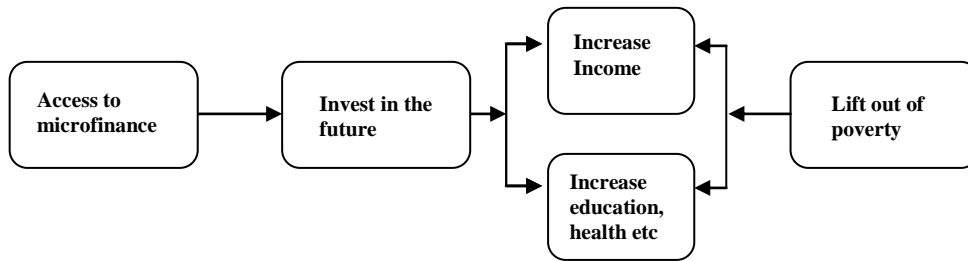 Access to
microfinance
Invest in the
future
Increase
Income
Increase
education,
health etc
Lift out of
poverty